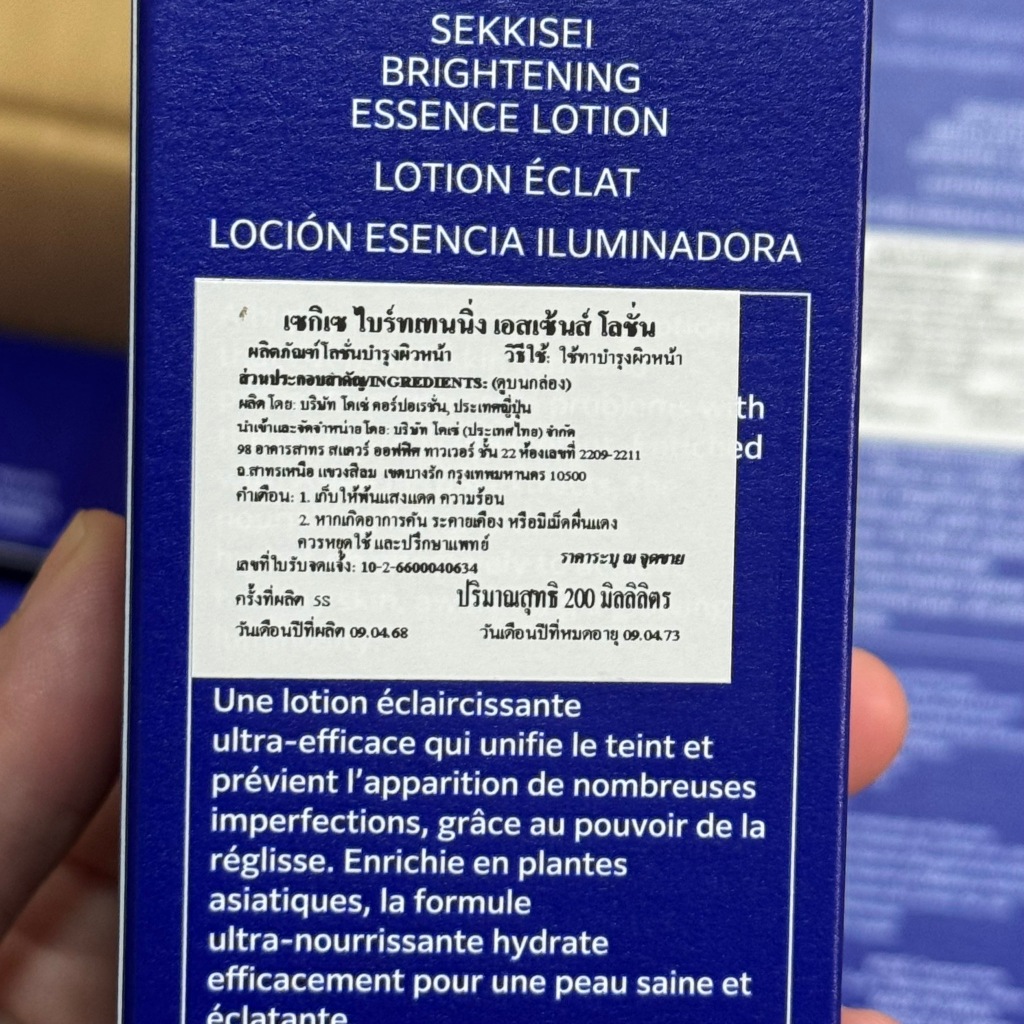 SEKKISEI
BRIGHTENING
ESSENCE LOTION
LOTION ÉCLAT
LOCIÓN ESENCIA ILUMINADORA
เซกิเซ ไบร์ทเทนนิ่ง เอสเซ้นส์ โลชั่น
ผลิตภัณฑ์โลชั่นบำรุงผิวหน้า วิธีใช้: ใช้ทาบำรุงผิวหน้า
ส่วนประกอบสำคัญ/INGREDIENTS: (ดูบนกล่อง)
ผลิตโดย: บริษัท โคเซ่ คอร์ปอเรชั่น, ประเทศญี่ปุ่น
นำเข้าและจัดจำหน่ายโดย: บริษัท โคเซ่ (ประเทศไทย) จำกัด
98 อาคารสาทร สแควร์ ออฟฟิศ ทาวเวอร์ ชั้น 22 ห้องเลขที่ 2209-2211
ถ.สาทรเหนือ แขวงสีลม เขตบางรัก กรุงเทพมหานคร 10500
คำเตือน: 1. เก็บให้พ้นแสงแดด ความร้อน
2. หากเกิดอาการคัน ระคายเคือง หรือมีเม็ดผื่นแดง
ควรหยุดใช้ และปรึกษาแพทย์
เลขที่ใบรับจดแจ้ง: 10-2-6600040634 ราคาระบุ ณ จุดขาย
ครั้งที่ผลิต 5S ปริมาณสุทธิ 200 มิลลิลิตร
วันเดือนปีที่ผลิต 09.04.68 วันเดือนปีที่หมดอายุ 09.04.73
Une lotion éclaircissante
ultra-efficace qui unifie le teint et
prévient l'apparition de nombreuses
imperfections, grâce au pouvoir de la
réglisse. Enrichie en plantes
asiatiques, la formule
ultra-nourrissante hydrate
efficacement pour une peau saine et
éclatante